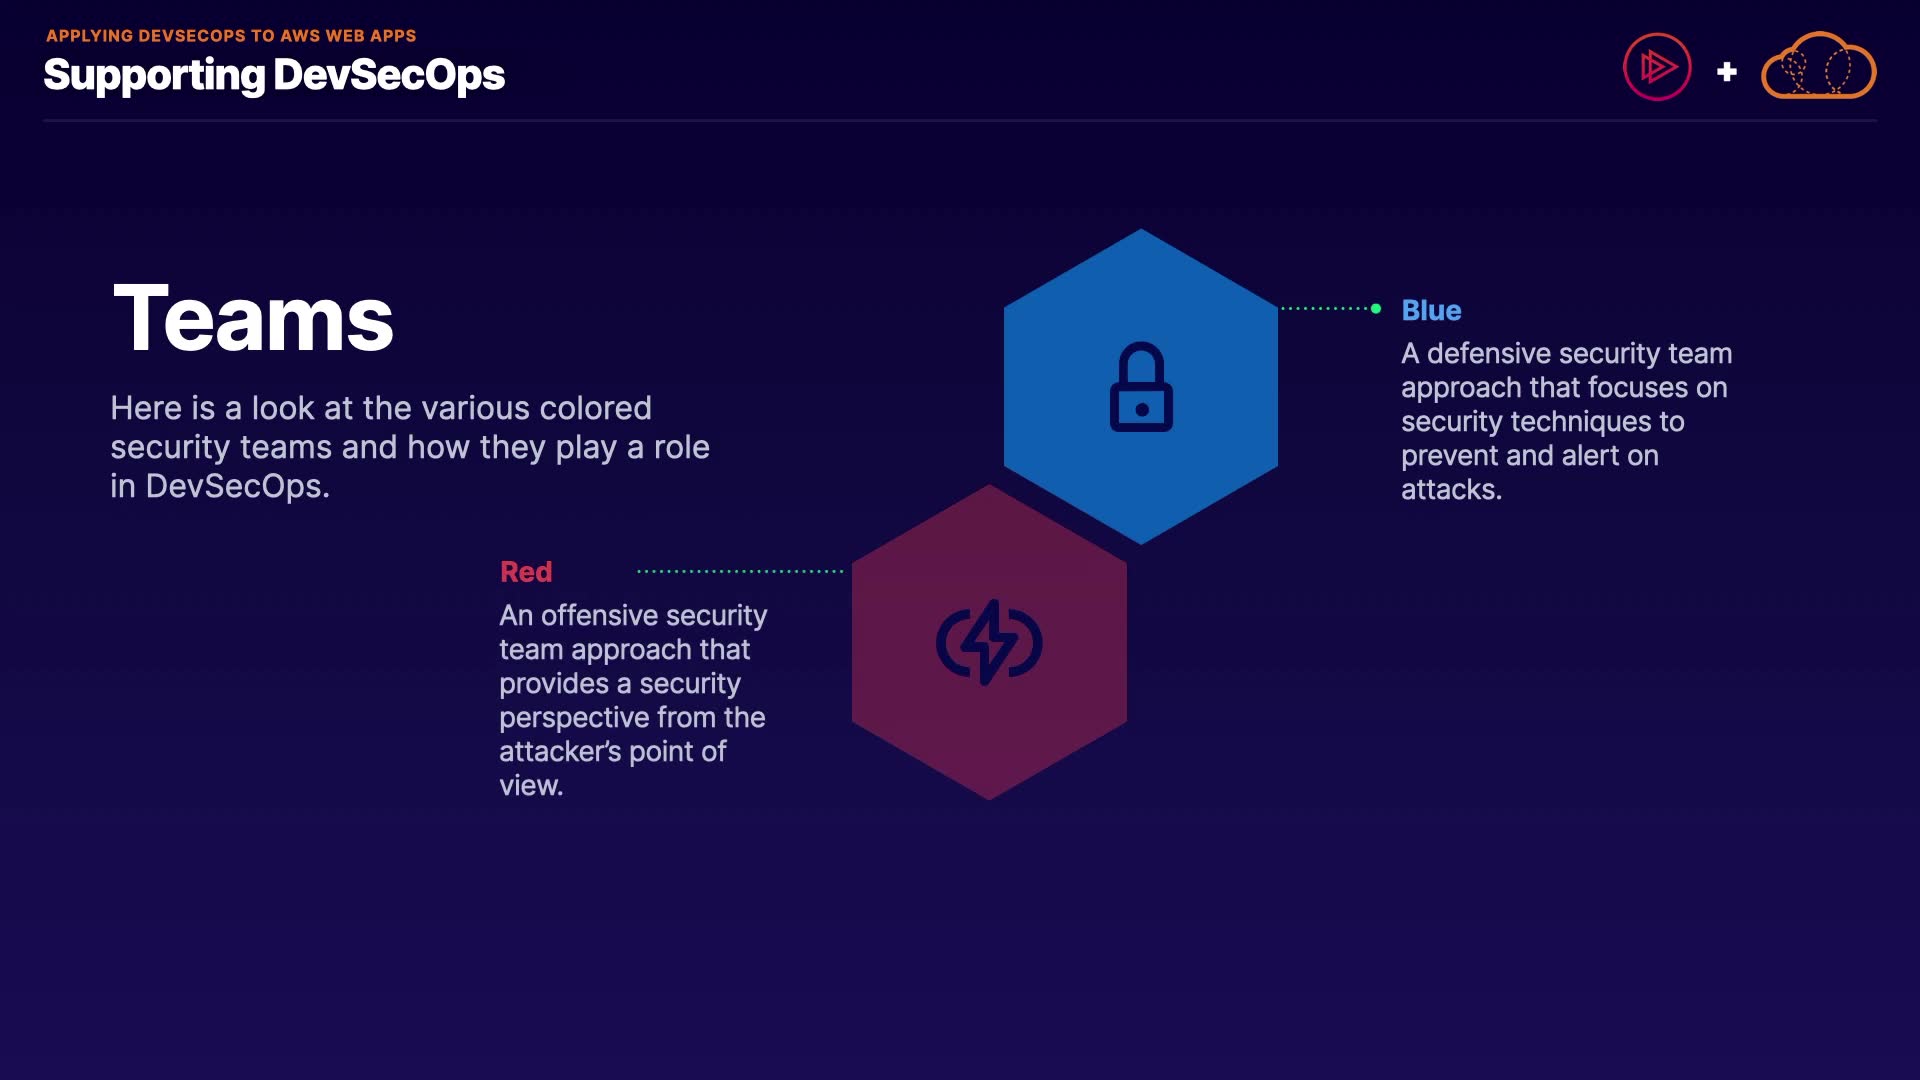 APPLYING DEVSECOPS TO AWS WEB APPS
Supporting DevSecOps
Teams
Here is a look at the various colored
security teams and how they play a role
in DevSecOps.
Blue
A defensive security team
approach that focuses on
security techniques to
prevent and alert on
attacks.
Red
An offensive security
team approach that
provides a security
perspective from the
attacker’s point of
view.